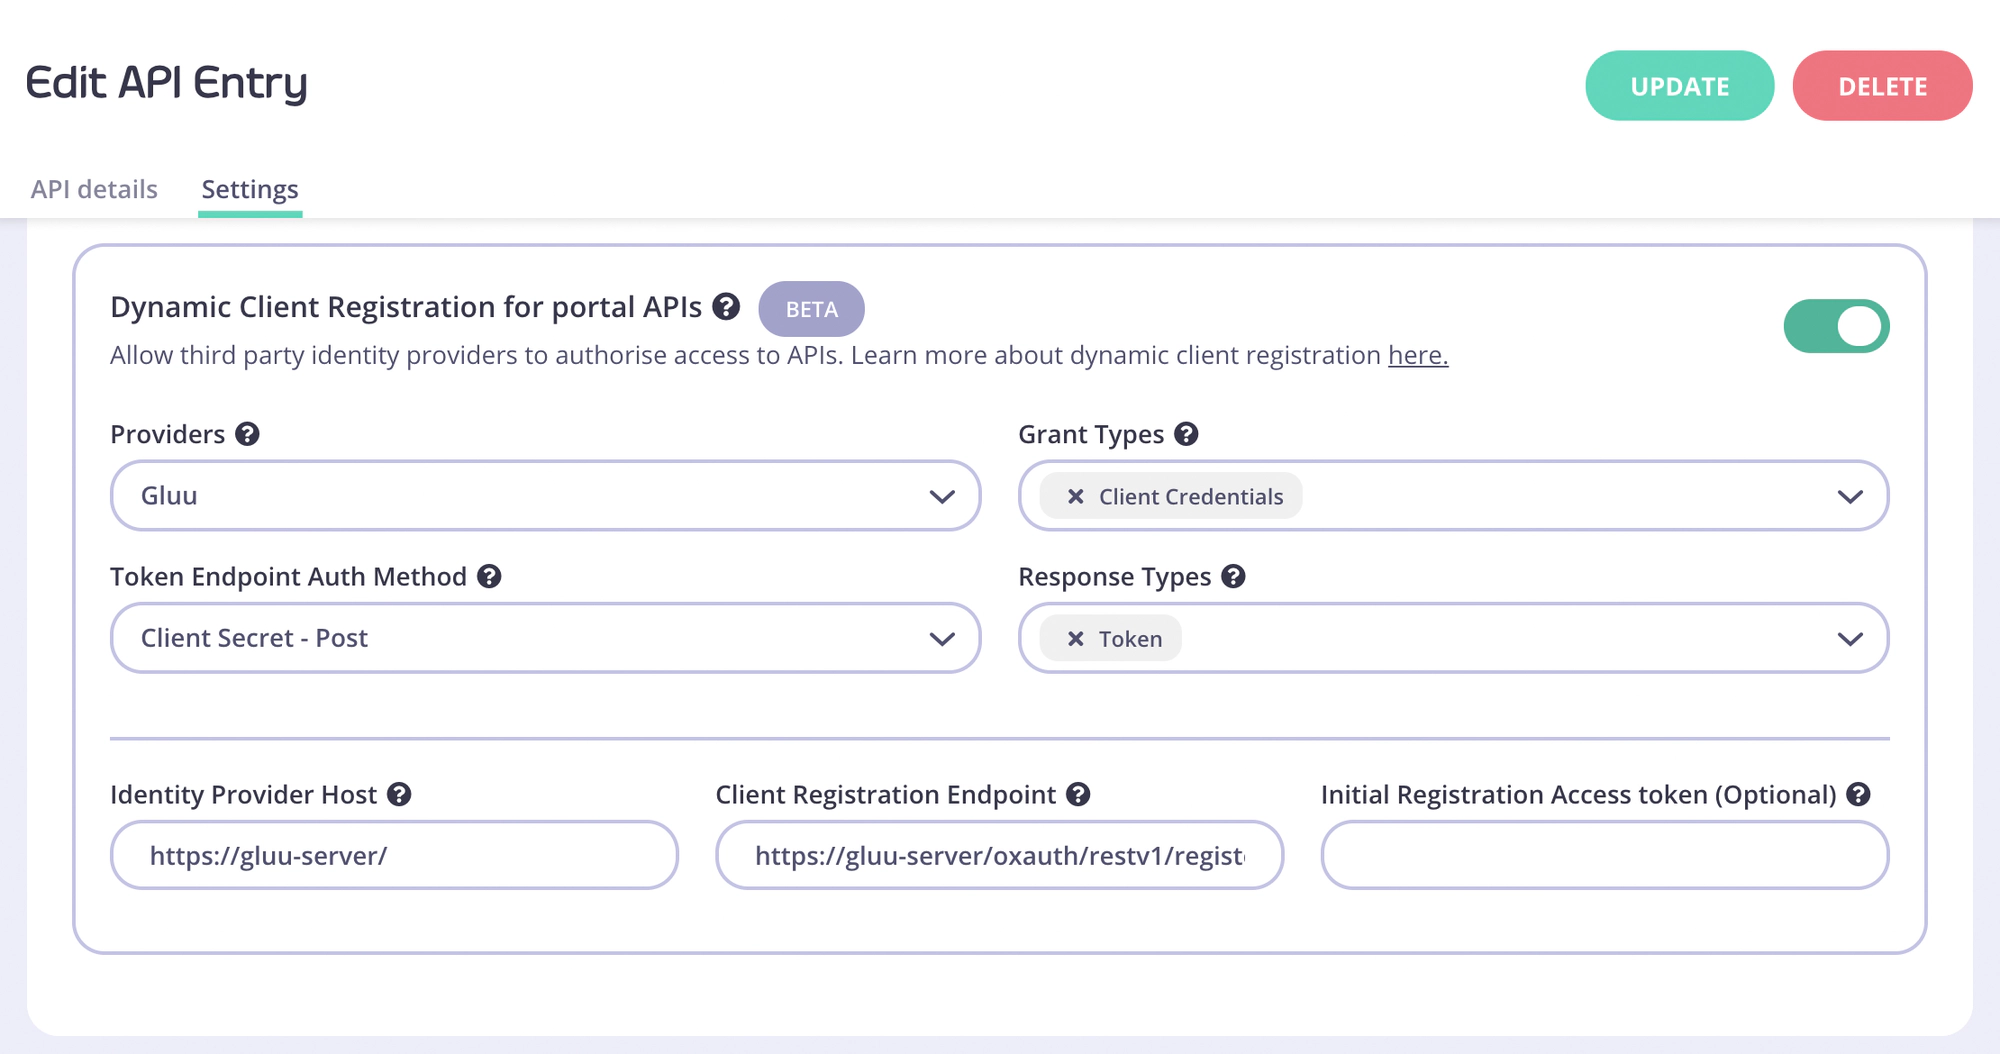 Edit API Entry
UPDATE
DELETE
API details
Settings
Dynamic Client Registration for portal APIs
BETA
Allow third party identity providers to authorise access to APIs. Learn more about dynamic client registration here.
Providers
Grant Types
Gluu
Client Credentials
Token Endpoint Auth Method
Response Types
Client Secret - Post
Token
Identity Provider Host
Client Registration Endpoint
Initial Registration Access token (Optional)
https://gluu-server/
https://gluu-server/oxauth/restv1/regist